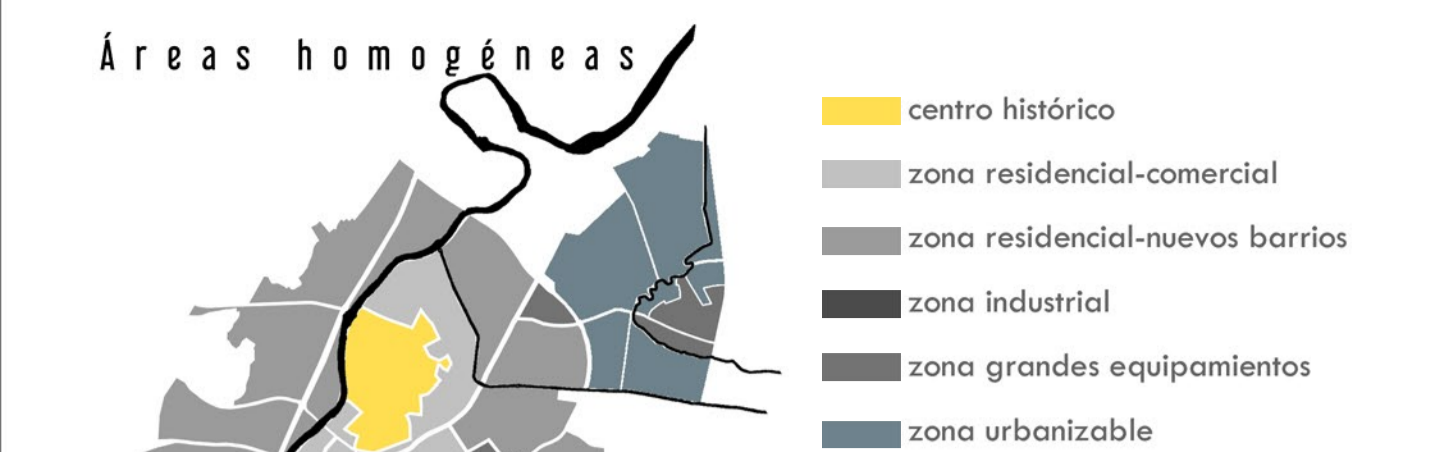 Áreas homogéneas
centro histórico
zona residencial-comercial
zona residencial-nuevos barrios
zona industrial
zona grandes equipamientos
zona urbanizable